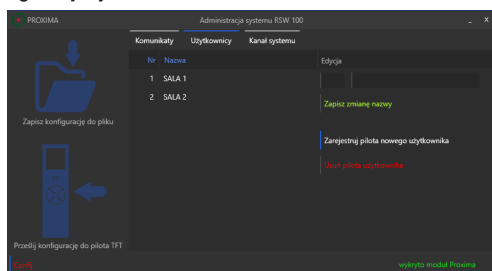 PROXIMA
Administracja systemu RSW 100
Komunikaty Użytkownicy Kanał systemu
Nr Nazwa
Edycja
1 SALA 1
2 SALA 2
Zapisz zmianę nazwy
Zapisz konfigurację do pliku
Zarejestruj pilota nowego użytkownika
Usuń pilota użytkownika
Prześlij konfigurację do pilota TFT
wykryto moduł Proxima